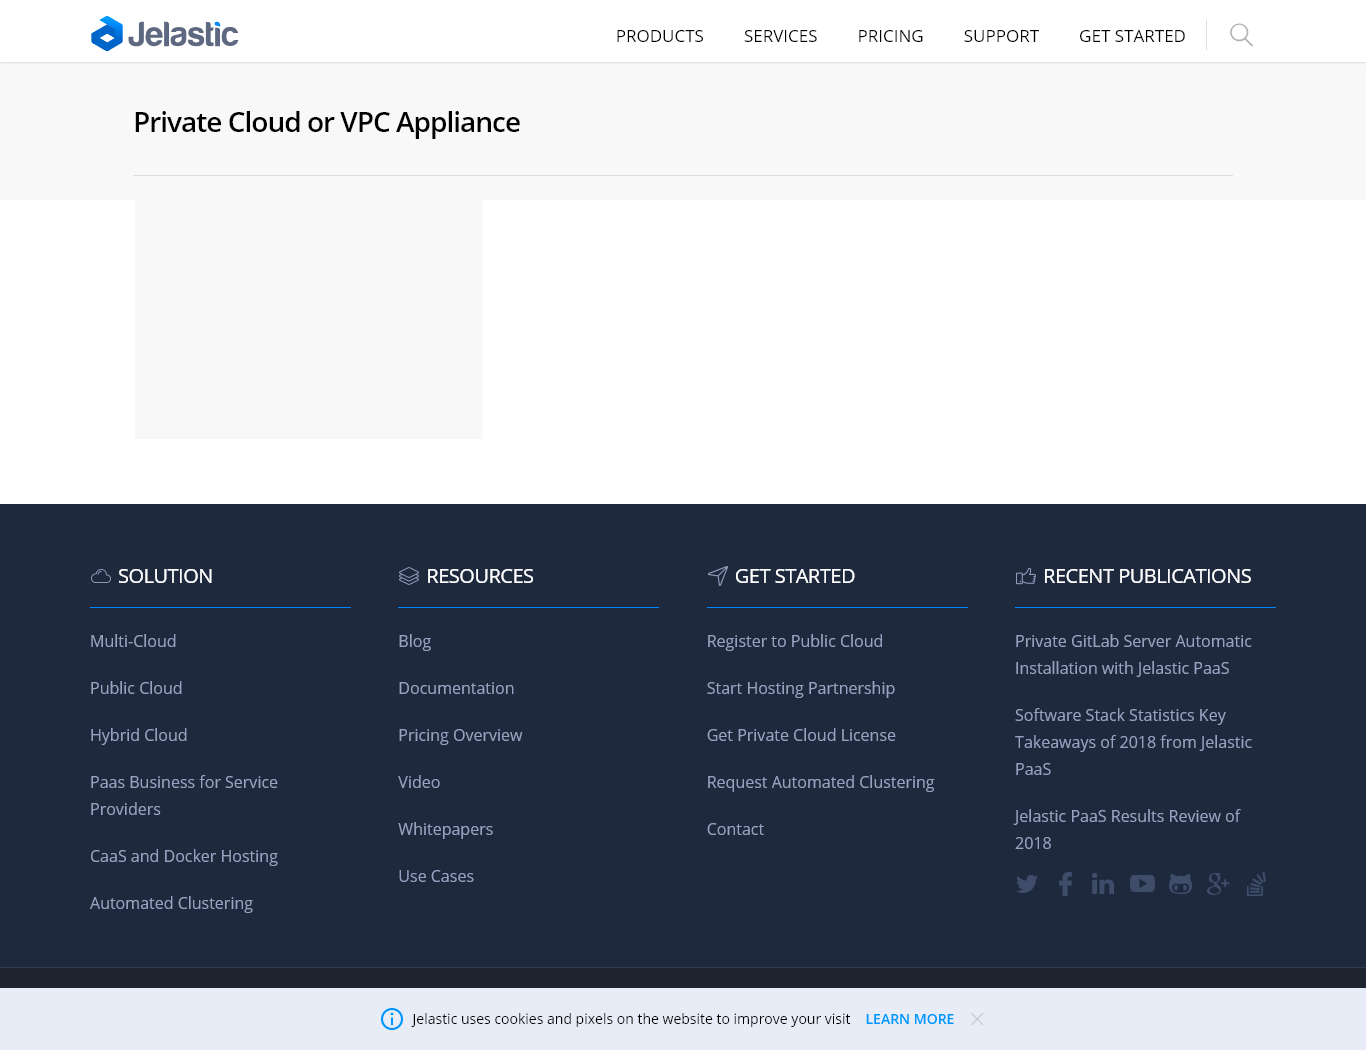 Jelastic
PRODUCTS SERVICES PRICING SUPPORT GET STARTED
Private Cloud or VPC Appliance
SOLUTION
Multi-Cloud
Public Cloud
Hybrid Cloud
Paas Business for Service
Providers
CaaS and Docker Hosting
Automated Clustering
RESOURCES
Blog
Documentation
Pricing Overview
Video
Whitepapers
Use Cases
GET STARTED
Register to Public Cloud
Start Hosting Partnership
Get Private Cloud License
Request Automated Clustering
Contact
RECENT PUBLICATIONS
Private GitLab Server Automatic
Installation with Jelastic PaaS
Software Stack Statistics Key
Takeaways of 2018 from Jelastic
PaaS
Jelastic PaaS Results Review of
2018
Jelastic uses cookies and pixels on the website to improve your visit LEARN MORE